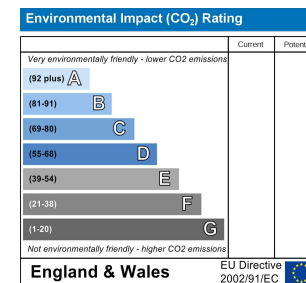 Environmental Impact (CO₂) Rating
Current Potent
Very environmentally friendly - lower CO2 emissions
(92 plus) A
(81-91) B
(69-80) C
(55-68) D
(39-54) E
(21-38) F
(1-20) G
Not environmentally friendly - higher CO2 emissions
England & Wales
EU Directive
2002/91/EC